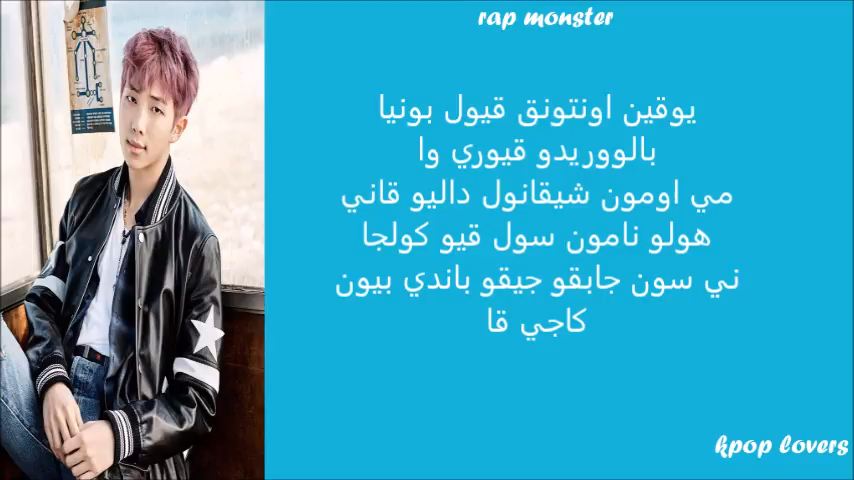 rap monster
يوقين اونتونق قيول بونيا
بالووريدو قيوري وا
مي اومون شيقانول داليو قاني
هولو نامون سول قيو كولجا
ني سون جابقو جيقو باندي بيون
كاجي قا
kpop lovers